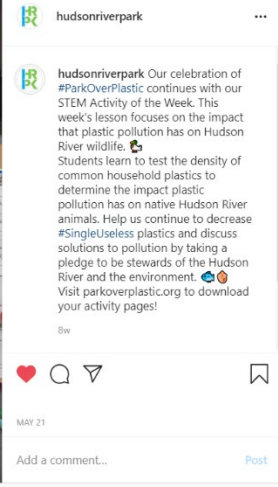 HR
PK
hudsonriverpark
...
HR
PK
hudsonriverpark Our celebration of
#ParkOverPlastic continues with our
STEM Activity of the Week. This
week's lesson focuses on the impact
that plastic pollution has on Hudson
River wildlife.
Students learn to test the density of
common household plastics to
determine the impact plastic
pollution has on native Hudson River
animals. Help us continue to decrease
#SingleUseless plastics and discuss
solutions to pollution by taking a
pledge to be stewards of the Hudson
River and the environment. 🐟
Visit parkoverplastic.org to download
your activity pages!
8w
MAY 21
Add a comment...
Post